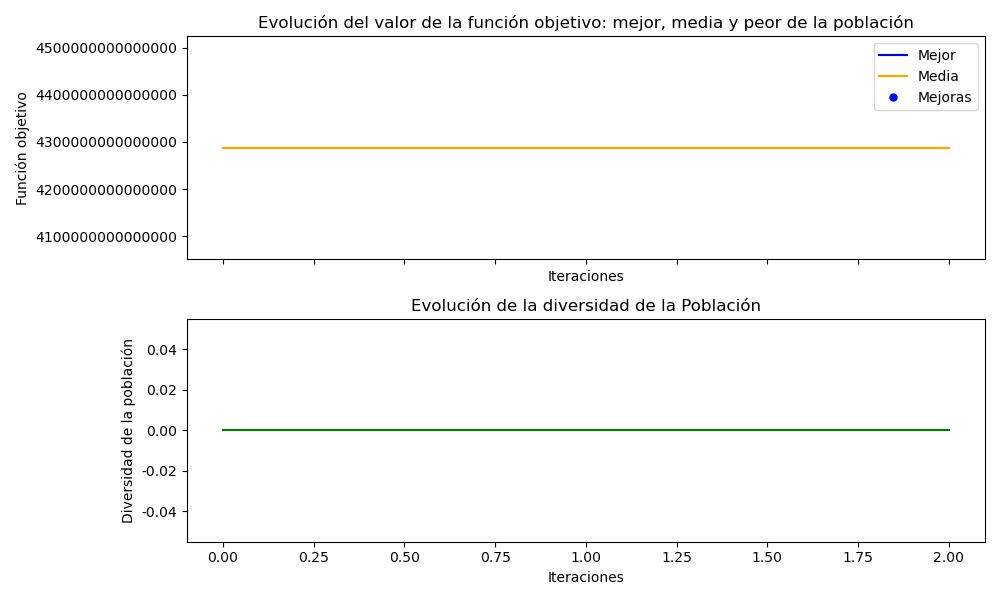 Evolución del valor de la función objetivo: mejor, media y peor de la población
4500000000000000
4400000000000000
4300000000000000
4200000000000000
4100000000000000
Función objetivo
Mejor
Media
Mejoras
Iteraciones
Evolución de la diversidad de la Población
0.04
0.02
0.00
-0.02
-0.04
Diversidad de la población
0.00 0.25 0.50 0.75 1.00 1.25 1.50 1.75 2.00
Iteraciones